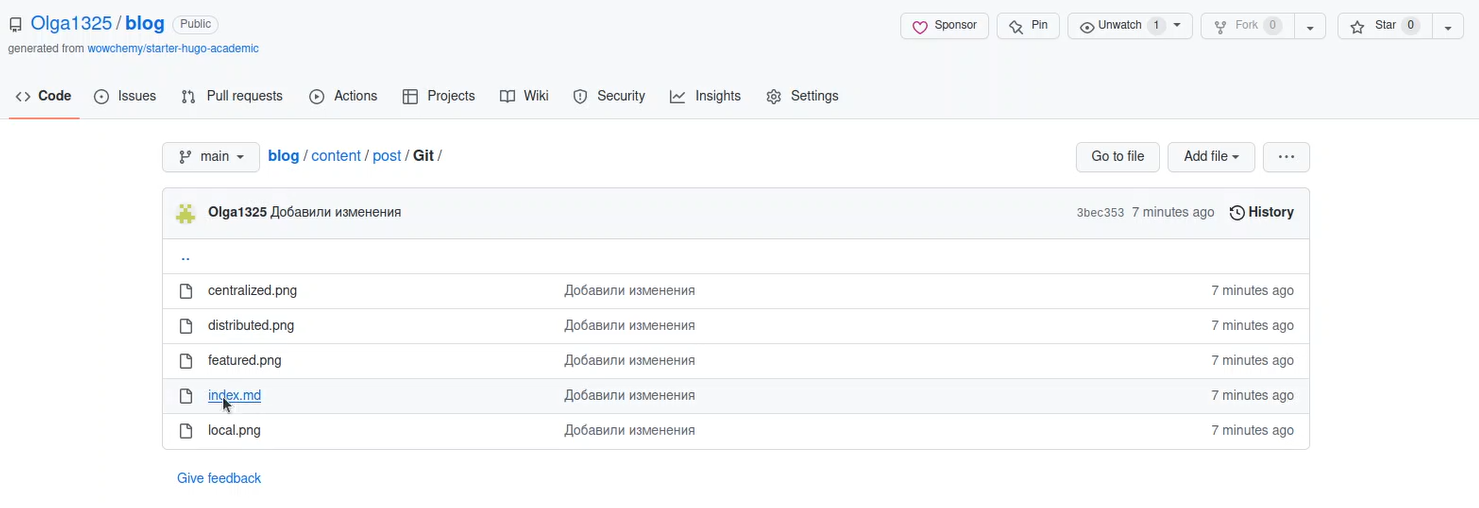 Olga1325 / blog Public Sponsor Pin Unwatch 1 Fork 0 Star 0
generated from wowchemy/starter-hugo-academic
Code Issues Pull requests Actions Projects Wiki Security Insights Settings
main blog / content / post / Git / Go to file Add file ...
Olga1325 Добавили изменения 3bec353 7 minutes ago History
..
centralized.png Добавили изменения 7 minutes ago
distributed.png Добавили изменения 7 minutes ago
featured.png Добавили изменения 7 minutes ago
index.md Добавили изменения 7 minutes ago
local.png Добавили изменения 7 minutes ago
Give feedback